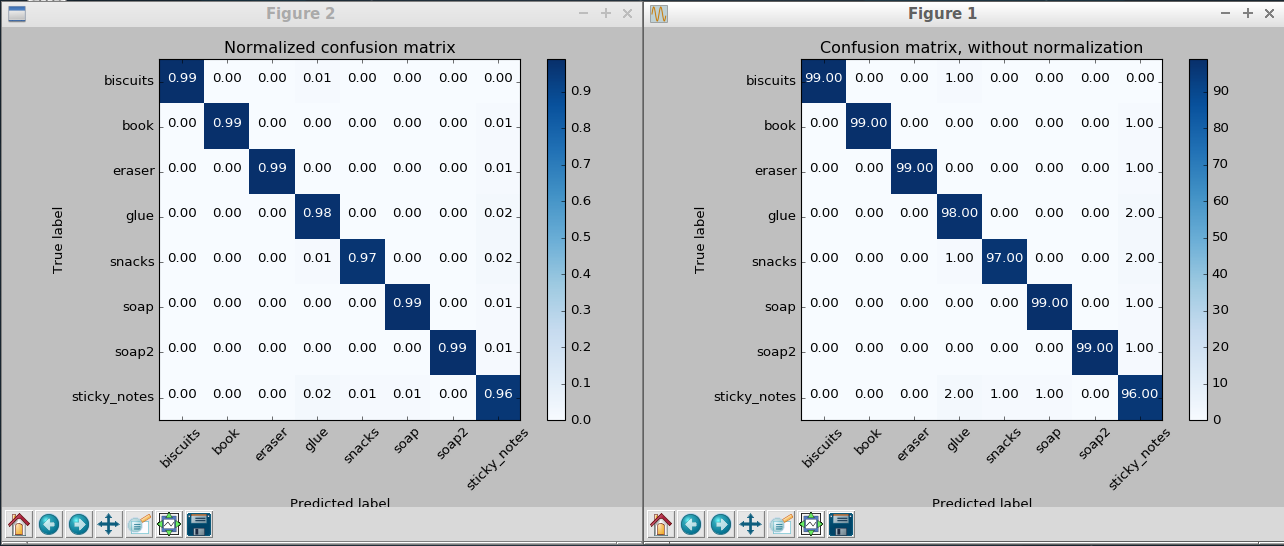 Figure 2
Normalized confusion matrix
biscuits 0.99 0.00 0.00 0.01 0.00 0.00 0.00 0.00
book 0.00 0.99 0.00 0.00 0.00 0.00 0.00 0.01
eraser 0.00 0.00 0.99 0.00 0.00 0.00 0.00 0.01
glue 0.00 0.00 0.00 0.98 0.00 0.00 0.00 0.02
snacks 0.00 0.00 0.00 0.01 0.97 0.00 0.00 0.02
soap 0.00 0.00 0.00 0.00 0.00 0.99 0.00 0.01
soap2 0.00 0.00 0.00 0.00 0.00 0.00 0.99 0.01
sticky_notes 0.00 0.00 0.00 0.02 0.01 0.01 0.00 0.96
True label
biscuits book eraser glue snacks soap soap2 sticky_notes
Predicted label
0.9
0.8
0.7
0.6
0.5
0.4
0.3
0.2
0.1
0.0
Figure 1
Confusion matrix, without normalization
biscuits 99.00 0.00 0.00 1.00 0.00 0.00 0.00 0.00
book 0.00 99.00 0.00 0.00 0.00 0.00 0.00 1.00
eraser 0.00 0.00 99.00 0.00 0.00 0.00 0.00 1.00
glue 0.00 0.00 0.00 98.00 0.00 0.00 0.00 2.00
snacks 0.00 0.00 0.00 1.00 97.00 0.00 0.00 2.00
soap 0.00 0.00 0.00 0.00 0.00 99.00 0.00 1.00
soap2 0.00 0.00 0.00 0.00 0.00 0.00 99.00 1.00
sticky_notes 0.00 0.00 0.00 2.00 1.00 1.00 0.00 96.00
True label
biscuits book eraser glue snacks soap soap2 sticky_notes
Predicted label
90
80
70
60
50
40
30
20
10
0